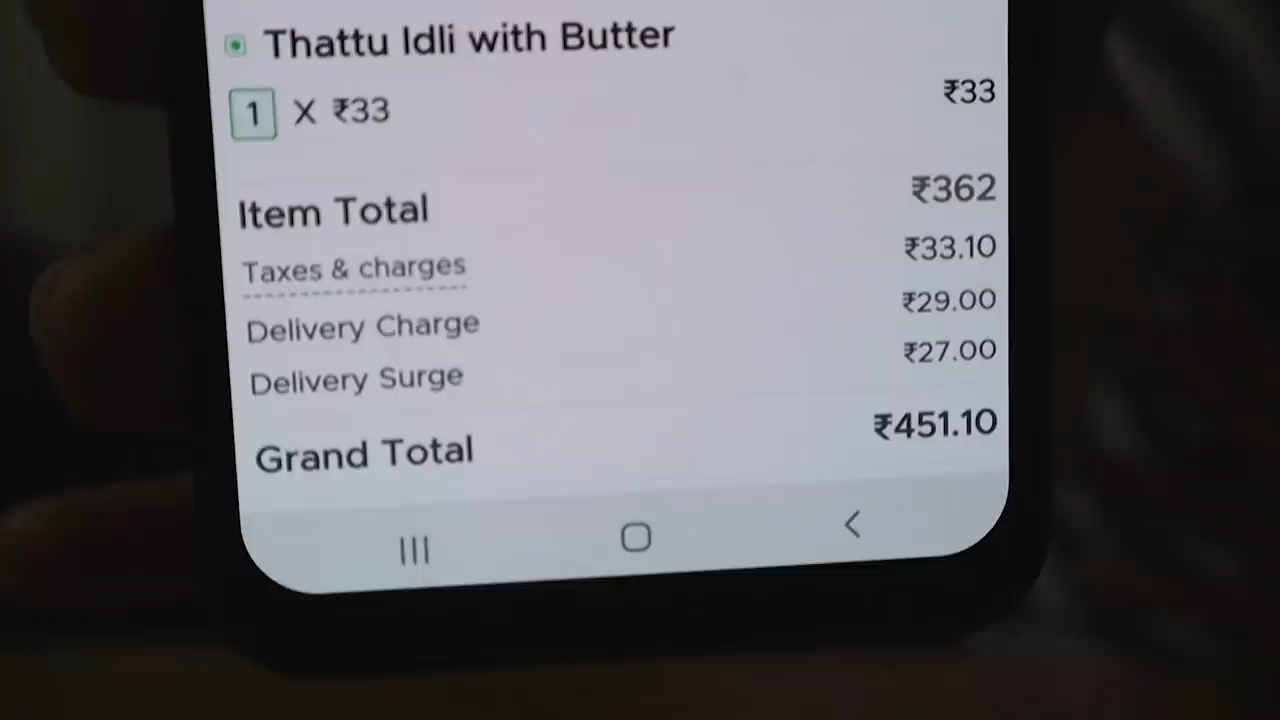 Thattu Idli with Butter
1 X ₹33 ₹33
Item Total ₹362
Taxes & charges ₹33.10
Delivery Charge ₹29.00
Delivery Surge ₹27.00
Grand Total ₹451.10